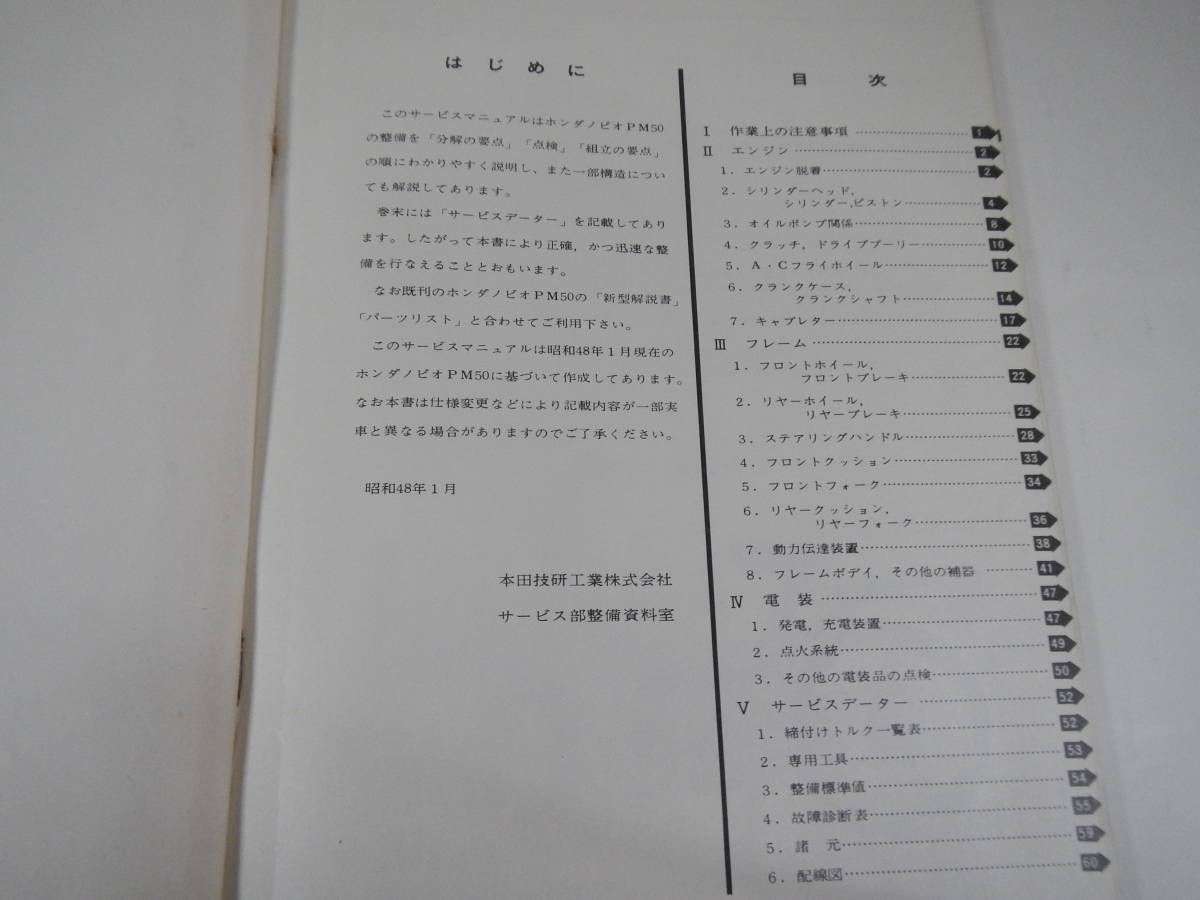 はじめに
このサービスマニュアルはホンダノビオPM50
の整備を「分解の要点」「点検」「組立の要点」
の順にわかりやすく説明し、また一部構造につい
ても解説してあります。
巻末には「サービスデーター」を記載してあり
ます。したがって本書により正確,かつ迅速な整
備を行なえることとおもいます。
なお既刊のホンダノビオPM50の「新型解説書」
「パーツリスト」と合わせてご利用下さい。
このサービスマニュアルは昭和48年1月現在の
ホンダノビオPM50に基づいて作成してあります。
なお本書は仕様変更などにより記載内容が一部実
車と異なる場合がありますのでご了承ください。
昭和48年1月
本田技研工業株式会社
サービス部整備資料室
目次
Ⅰ 作業上の注意事項 ………… 1
Ⅱ エンジン ………… 2
1.エンジン脱着………… 2
2.シリンダーヘッド,
シリンダー,ピストン………… 4
3.オイルポンプ関係………… 8
4.クラッチ,ドライブプーリー………… 10
5.A・Cフライホイール………… 12
6.クランクケース,
クランクシャフト………… 14
7.キャブレター………… 17
Ⅲ フレーム ………… 22
1.フロントホイール,
フロントブレーキ………… 22
2.リヤーホイール,
リヤーブレーキ………… 25
3.ステアリングハンドル………… 28
4.フロントクッション………… 33
5.フロントフォーク………… 34
6.リヤークッション,
リヤーフォーク………… 36
7.動力伝達装置………… 38
8.フレームボデイ,その他の補器 ………… 41
Ⅳ 電装 ………… 47
1.発電,充電装置………… 47
2.点火系統………… 49
3.その他の電装品の点検………… 50
Ⅴ サービスデーター ………… 52
1.締付けトルク一覧表………… 52
2.専用工具………… 53
3.整備標準値………… 54
4.故障診断表………… 55
5.諸元………… 59
6.配線図………… 60